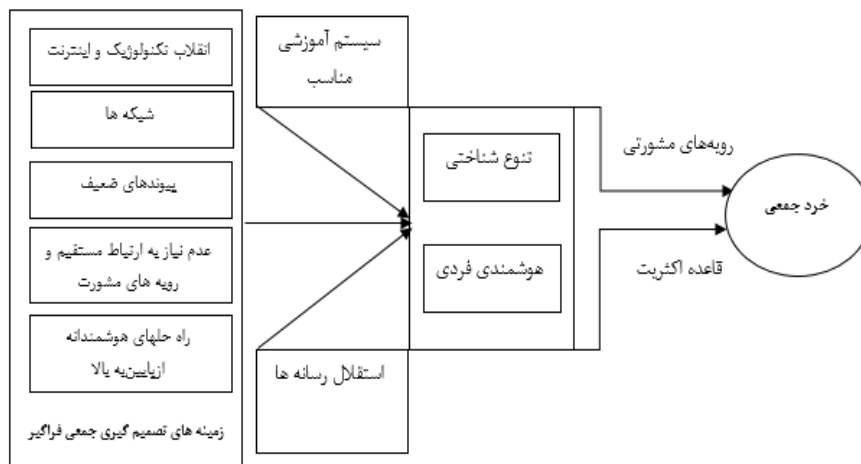 انقلاب تکنولوژیک و اینترنت
شبکه ها
پیوندهای ضعیف
عدم نیاز به ارتباط مستقیم و
رویه های مشورت
راه حلهای هوشمندانه
ازپایین‌به بالا
زمینه های تصمیم گیری جمعی فراگیر
سیستم آموزشی
مناسب
استقلال رسانه ها
تنوع شناختی
هوشمندی فردی
رویه‌های مشورتی
قاعده اکثریت
خرد جمعی